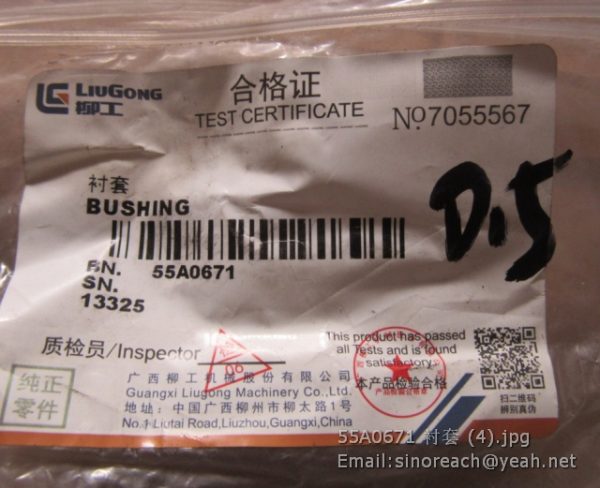 LIUGONG
柳工
合格证
TEST CERTIFICATE
No.7055567
衬套
BUSHING
D.5
BN. 55A0671
SN.
13325
质检员/Inspector
06
This product has passed
all Tests and is found
satisfactory.
本产品检验合格
纯正
零件
广西柳工机械股份有限公司
Guangxi Liugong Machinery Co.,Ltd.
地址：中国广西柳州市柳太路1号
No.1 Liutai Road,Liuzhou,Guangxi,China
扫二维码
辨别真伪
55A0671 衬套 (4).jpg
Email:sinoreach@yeah.net